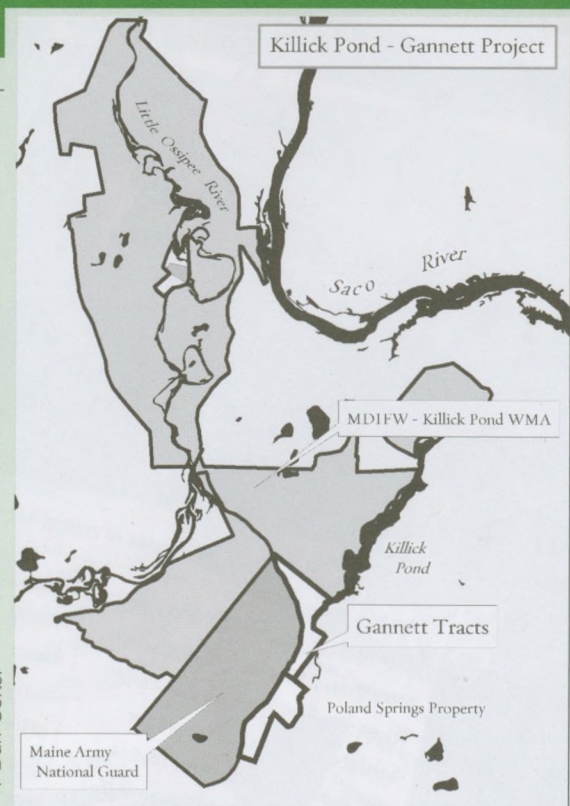 Killick Pond - Gannett Project
Little Ossipee River
Saco River
MDIFW - Killick Pond WMA
Killick
Pond
Gannett Tracts
Poland Springs Property
Maine Army
National Guard